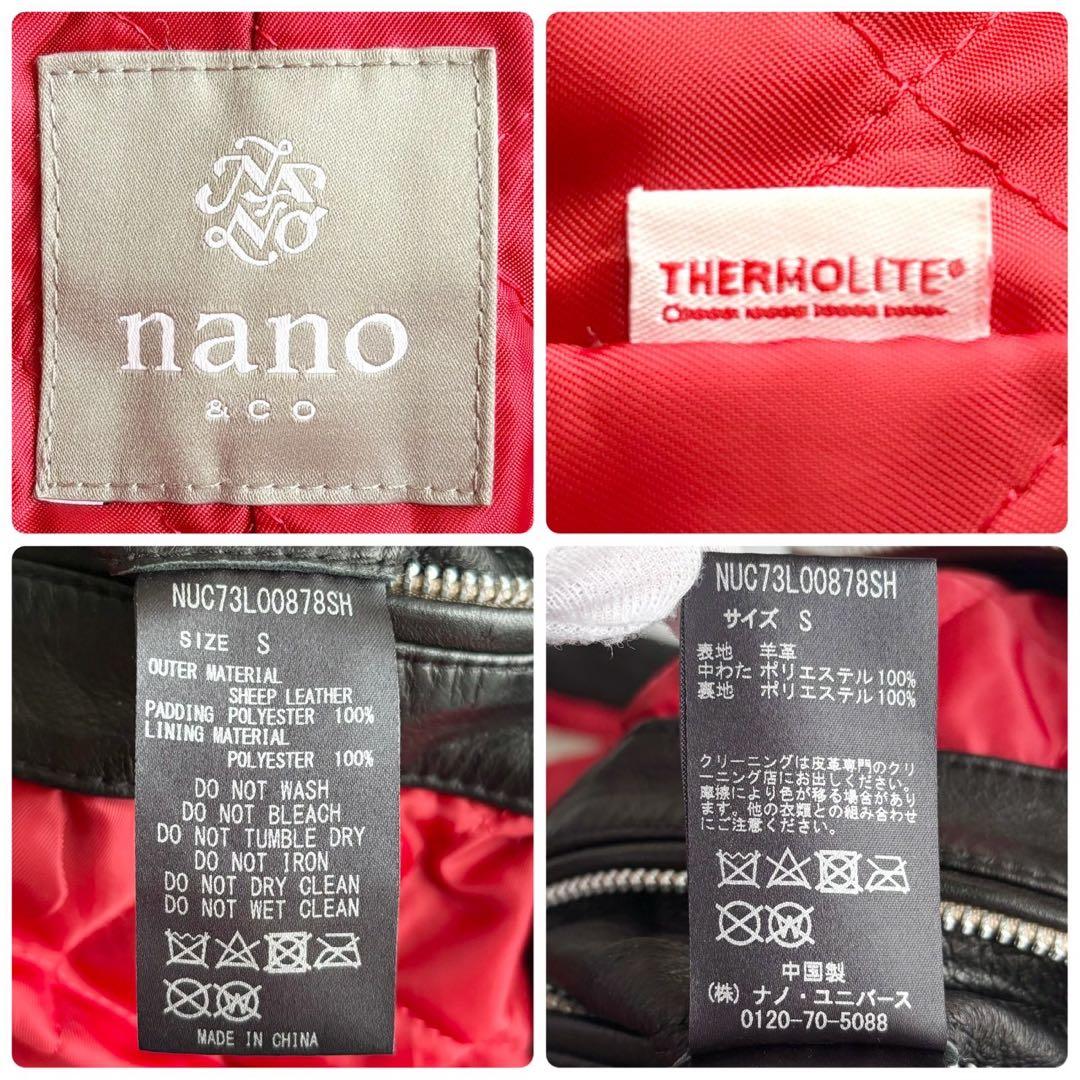 NANO
nano
& CO
THERMOLITE®
NUC73L00878SH
SIZE S
OUTER MATERIAL
SHEEP LEATHER
PADDING POLYESTER 100%
LINING MATERIAL
POLYESTER 100%
DO NOT WASH
DO NOT BLEACH
DO NOT TUMBLE DRY
DO NOT IRON
DO NOT DRY CLEAN
DO NOT WET CLEAN
W
MADE IN CHINA
NUC73L00878SH
サイズ S
表地 羊革
中わた ポリエステル 100%
裏地 ポリエステル 100%
クリーニングは皮革専門のクリ
ーニング店にお出しください。
摩擦により色が移る場合があり
ます。他の衣類との組み合わせ
にご注意ください。
W
中国製
(株) ナノ・ユニバース
0120-70-5088